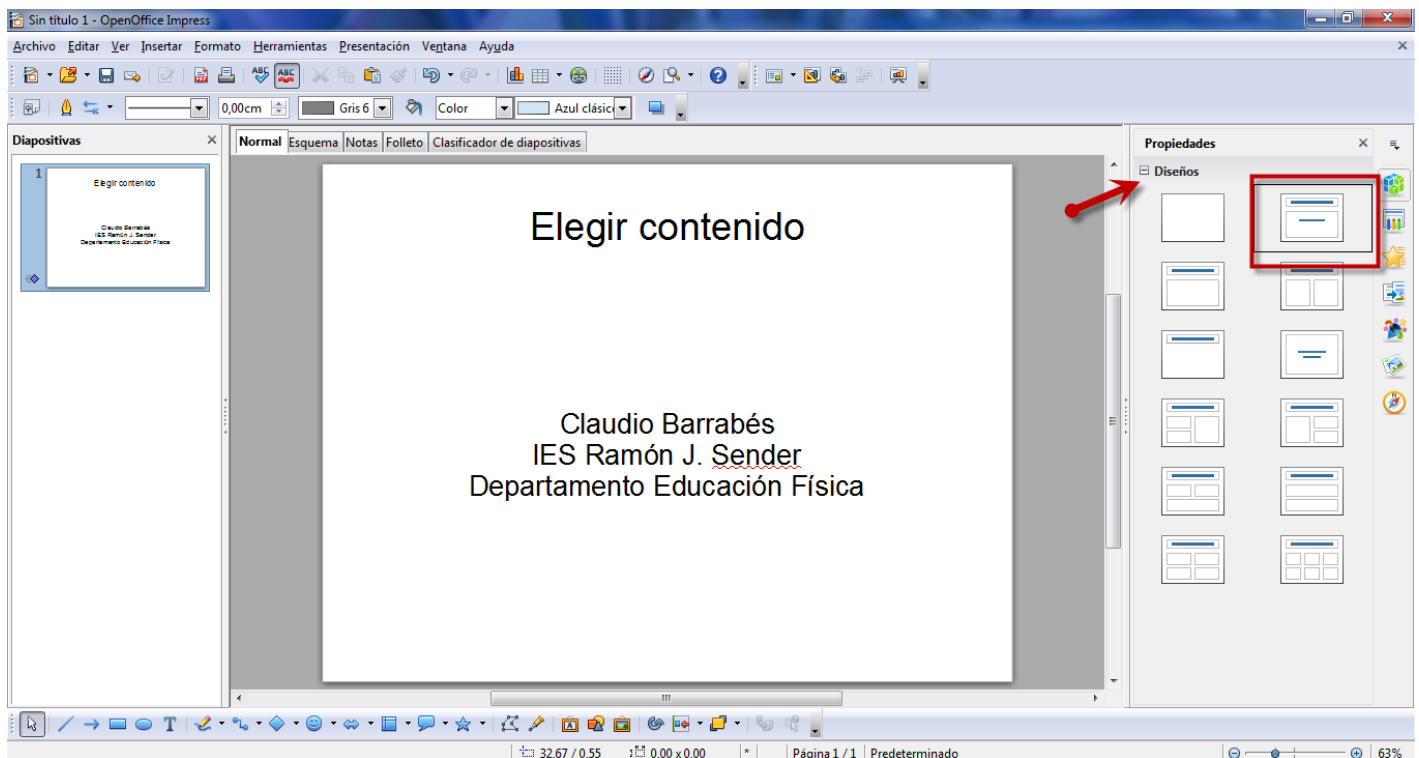 Sin título 1 - OpenOffice Impress
Archivo Editar Ver Insertar Formato Herramientas Presentación Ventana Ayuda
0,00cm Gris 6 Color Azul clásic
Diapositivas
Normal Esquema Notas Folleto Clasificador de diapositivas
Propiedades
Diseños
1
Elegir contenido
Claudio Barrabés
IES Ramón J. Sender
Departamento Educación Física
Elegir contenido
Claudio Barrabés
IES Ramón J. Sender
Departamento Educación Física
32.67 / 0.55 0.00 x 0.00 * Página 1 / 1 Predeterminado 63%